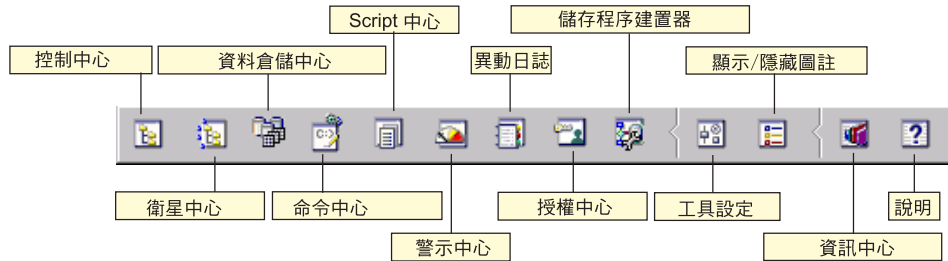 Script 中心
儲存程序建置器
控制中心
資料倉儲中心
異動日誌
顯示/隱藏圖註
衛星中心
命令中心
授權中心
工具設定
說明
警示中心
資訊中心